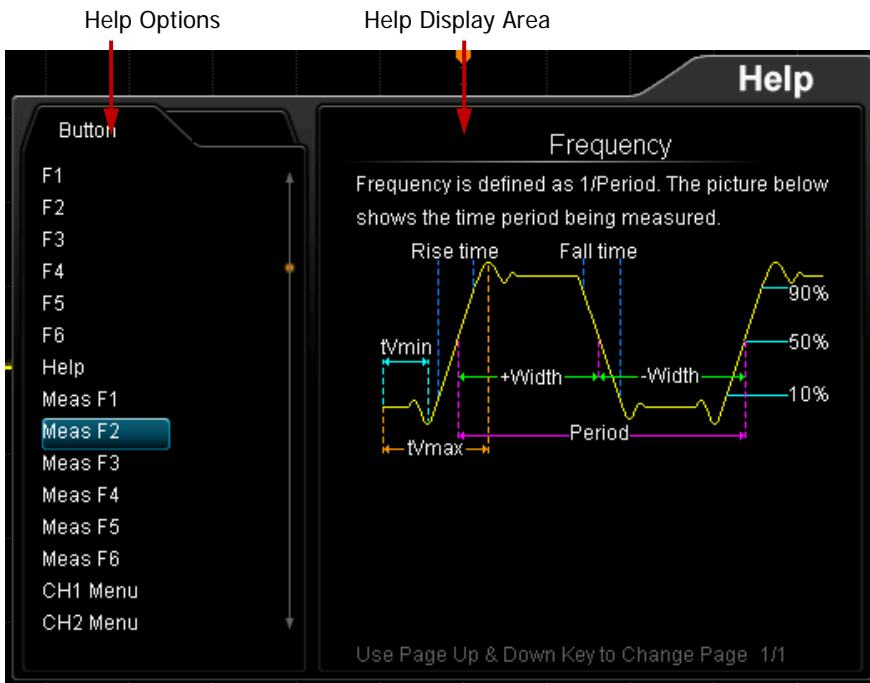 Help Options
Help Display Area
Help
Button
F1
F2
F3
F4
F5
F6
Help
Meas F1
Meas F2
Meas F3
Meas F4
Meas F5
Meas F6
CH1 Menu
CH2 Menu
Frequency
Frequency is defined as 1/Period. The picture below
shows the time period being measured.
Rise time
Fall time
90%
tVmin
50%
+Width
-Width
10%
Period
tVmax
Use Page Up & Down Key to Change Page 1/1